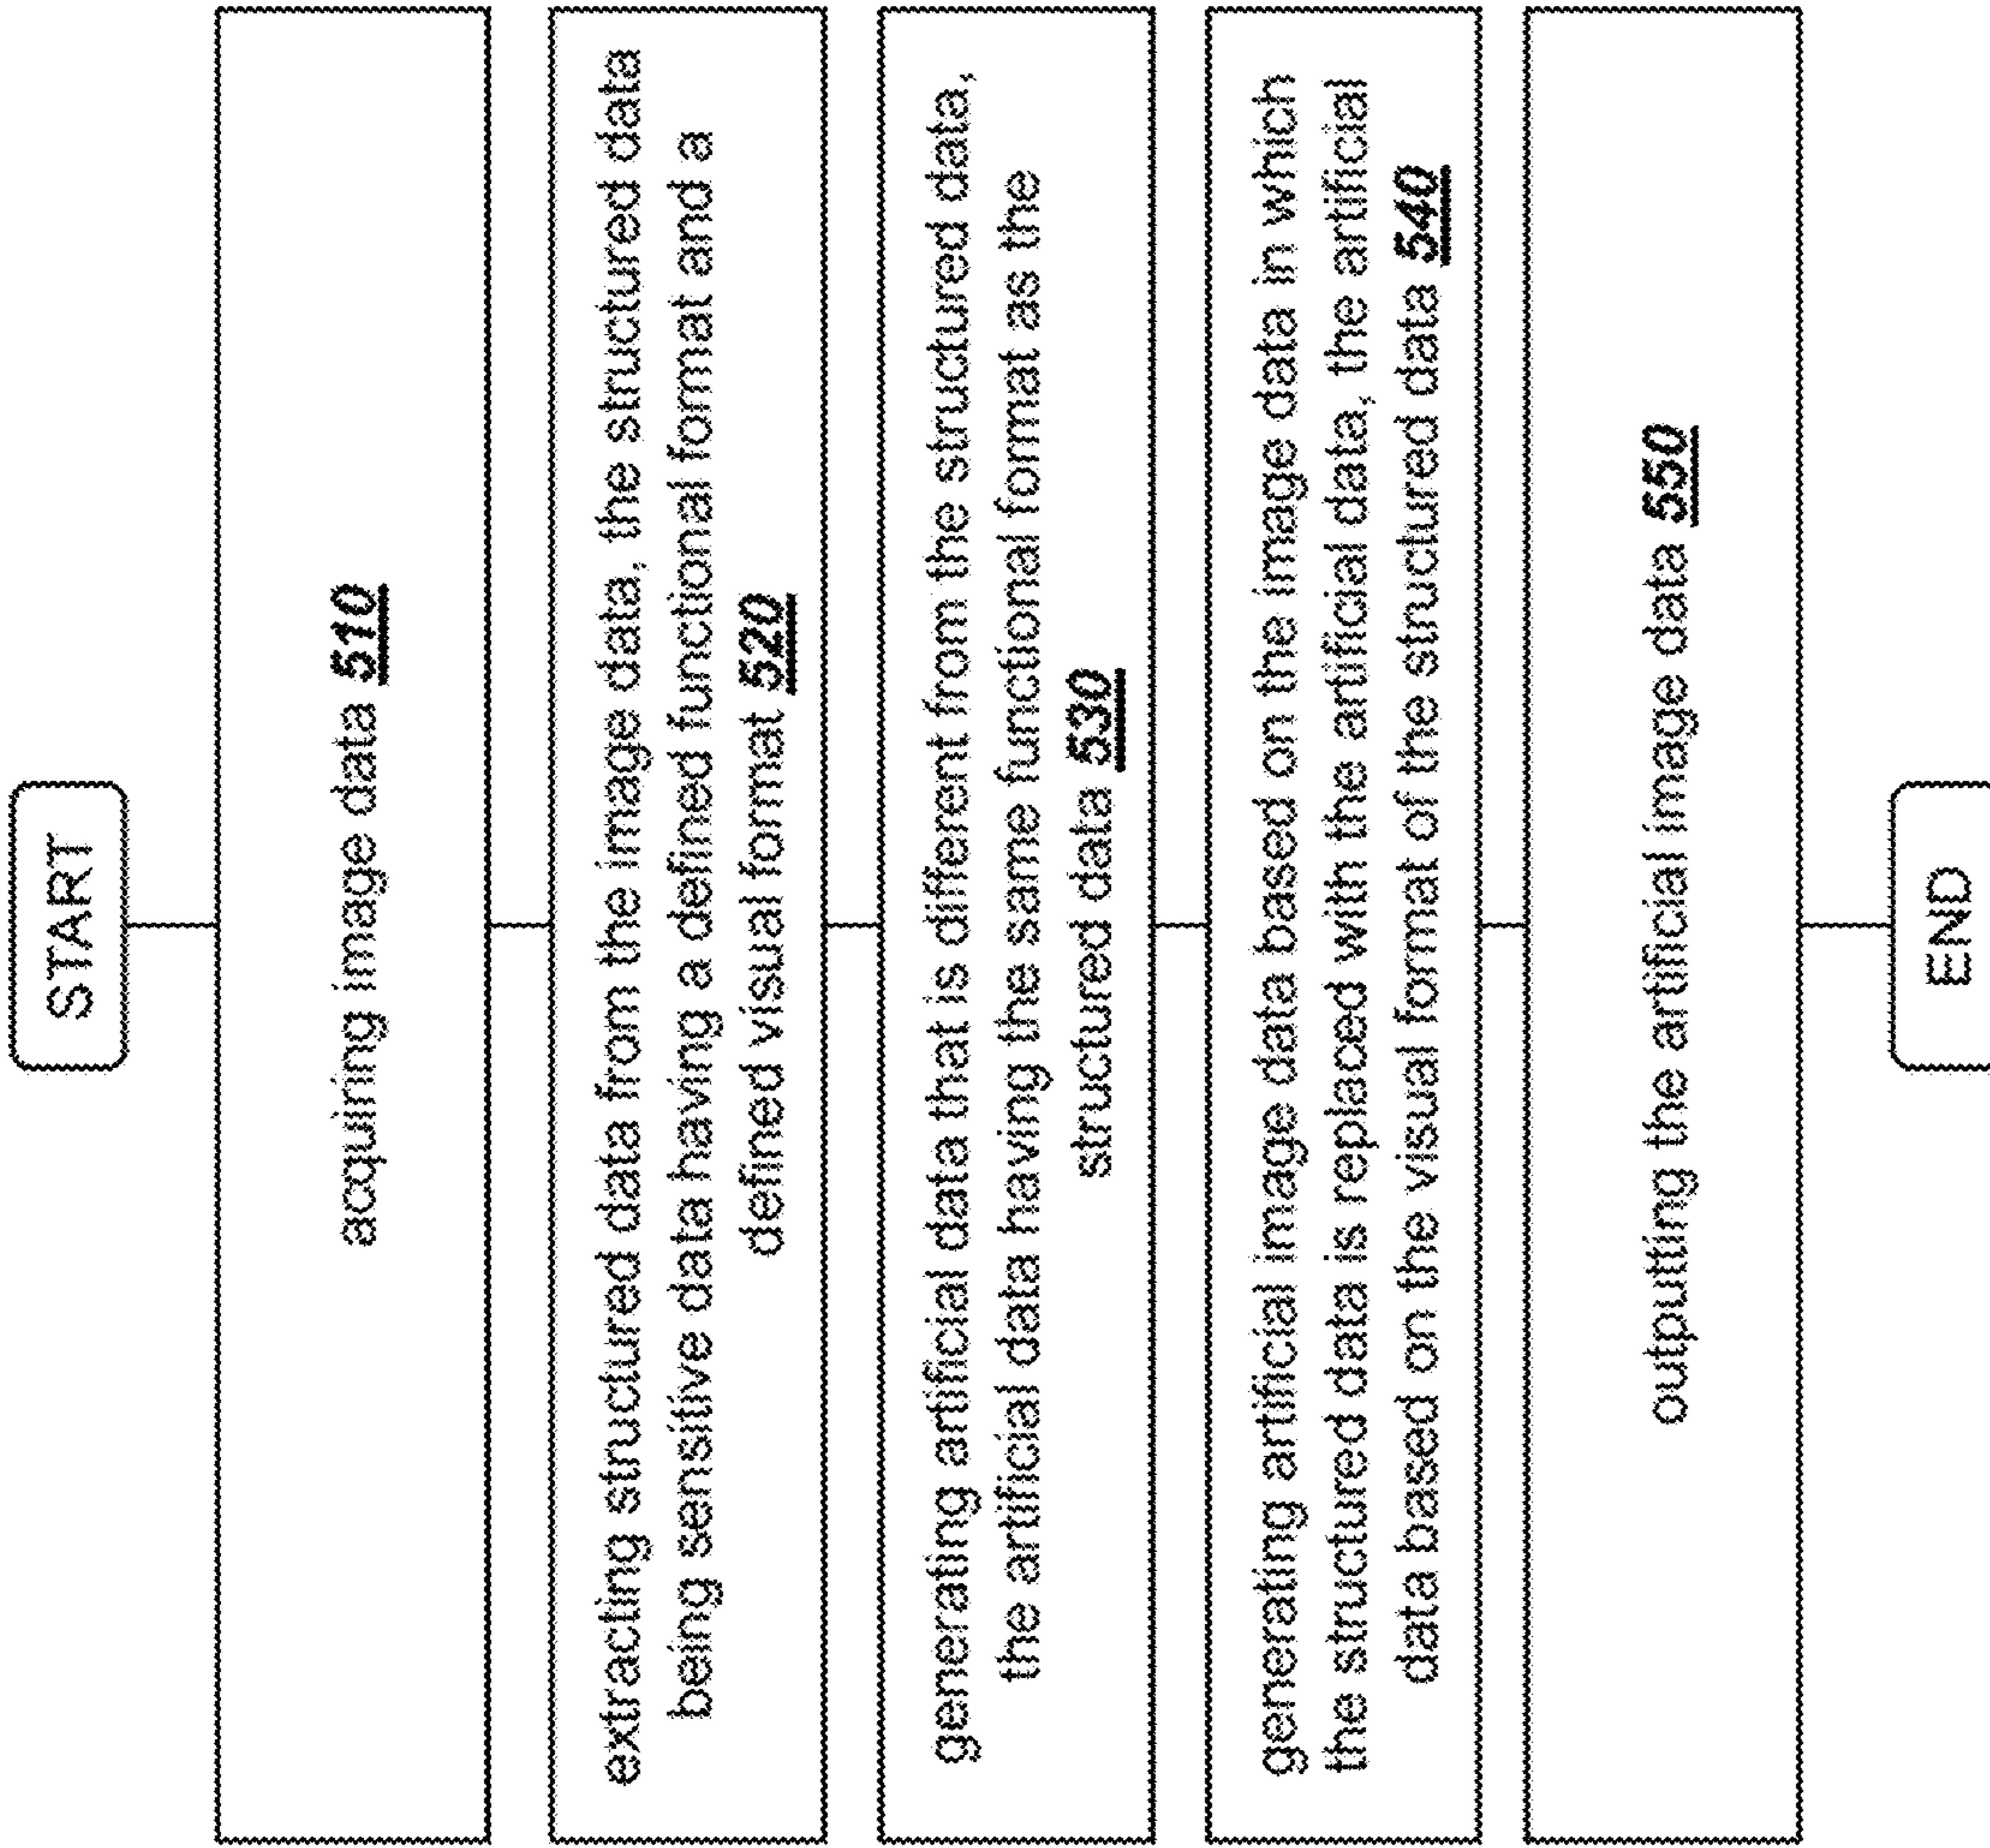 START
acquiring image data 510
extracting structured data from the image data, the structured data
being sensitive data having a defined functional format and a
defined visual format 520
generating artificial data that is different from the structured data,
the artificial data having the same functional format as the
structured data 530
generating artificial image data based on the image data in which
the structured data is replaced with the artificial data, the artificial
data based on the visual format of the structured data 540
outputting the artificial image data 550
END